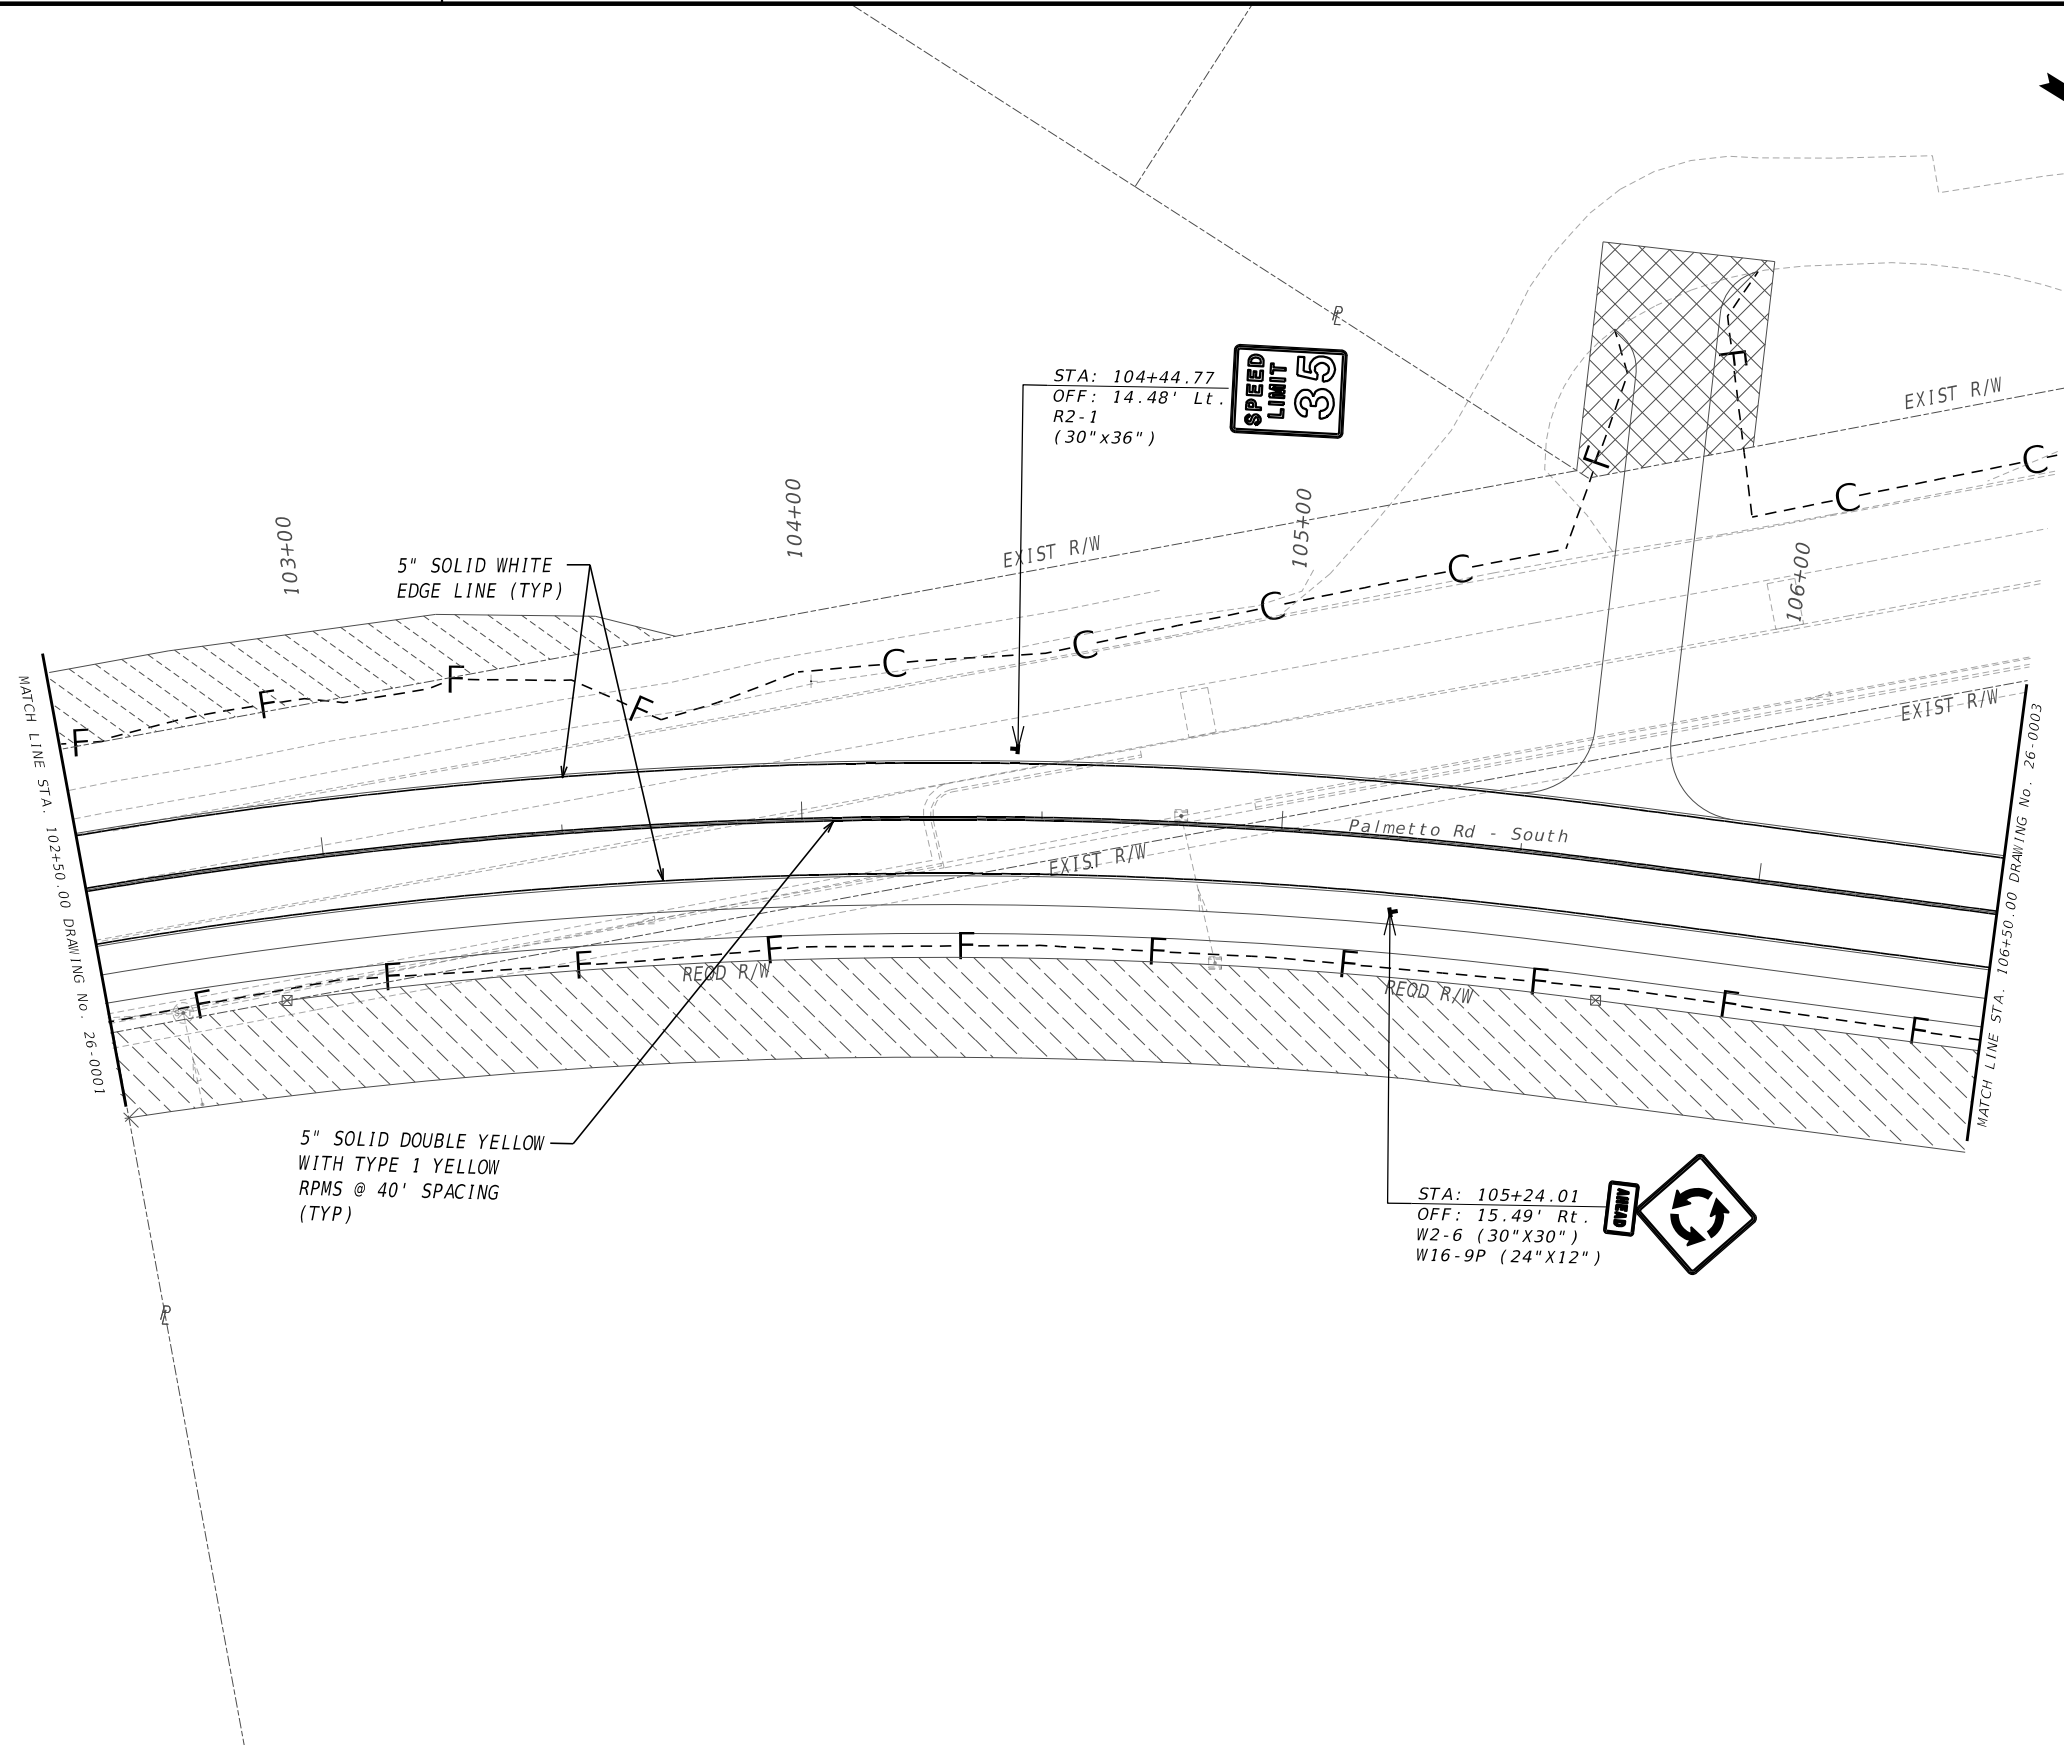 STA: 104+44.77
OFF: 14.48' Lt.
R2-1
(30"x36")
SPEED
LIMIT
35
PL
EXIST R/W
C
F
F
C
103+00
104+00
105+00
106+00
5" SOLID WHITE
EDGE LINE (TYP)
EXIST R/W
C
C
C
C
F
F
F
F
EXIST R/W
MATCH LINE STA. 102+50.00 DRAWING No. 26-0001
MATCH LINE STA. 106+50.00 DRAWING No. 26-0003
Palmetto Rd - South
EXIST R/W
F
F
F
F
F
F
F
F
F
F
REQD R/W
REQD R/W
5" SOLID DOUBLE YELLOW
WITH TYPE 1 YELLOW
RPMS @ 40' SPACING
(TYP)
STA: 105+24.01
OFF: 15.49' Rt.
W2-6 (30"X30")
W16-9P (24"X12")
AHEAD
PL